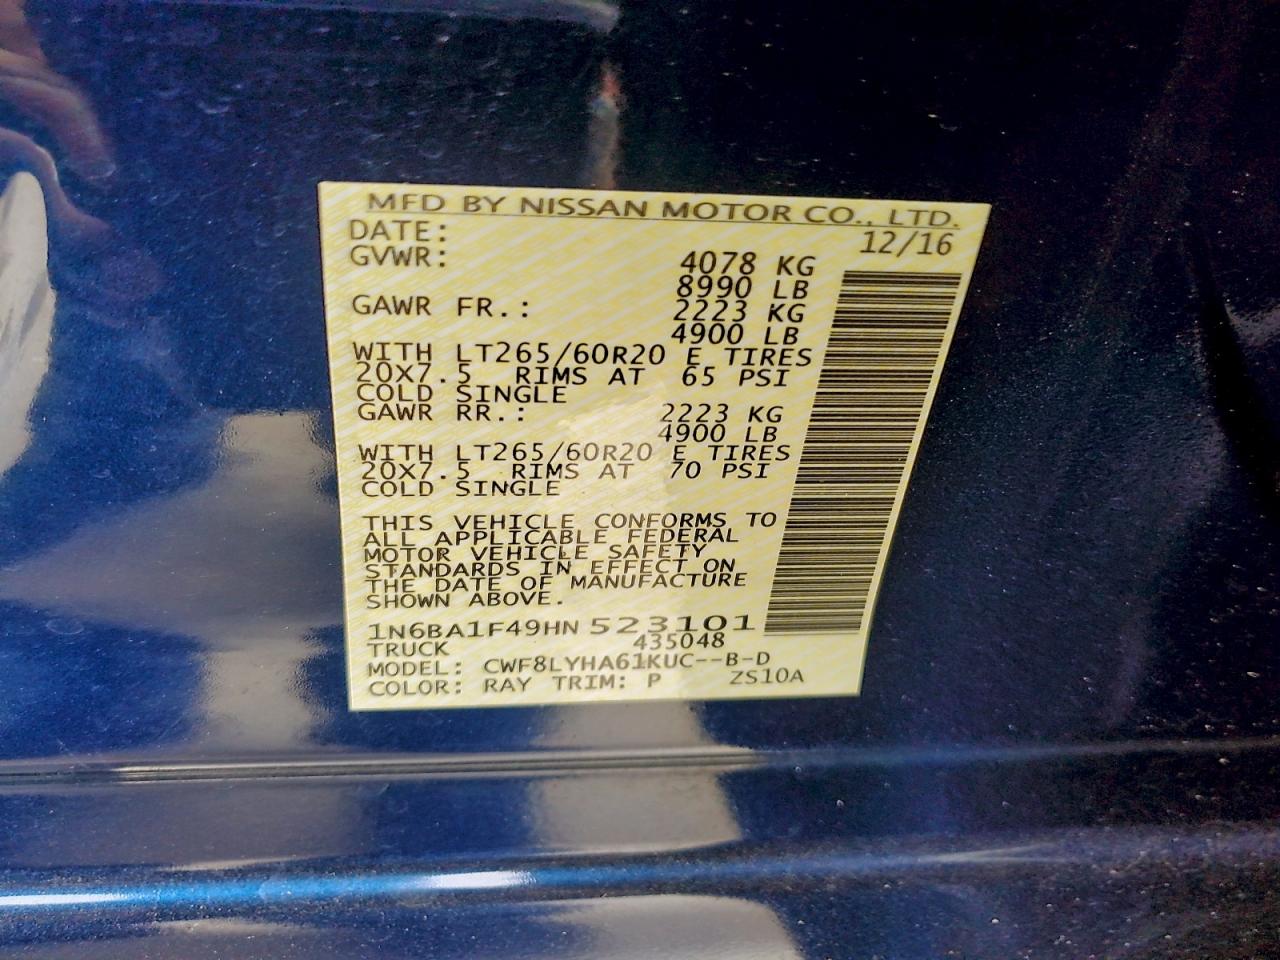 MFD BY NISSAN MOTOR CO., LTD.
DATE: 12/16
GVWR: 4078 KG
8990 LB
GAWR FR.: 2223 KG
4900 LB
WITH LT265/60R20 E TIRES
20X7.5 RIMS AT 65 PSI
COLD SINGLE
GAWR RR.: 2223 KG
4900 LB
WITH LT265/60R20 E TIRES
20X7.5 RIMS AT 70 PSI
COLD SINGLE
THIS VEHICLE CONFORMS TO
ALL APPLICABLE FEDERAL
MOTOR VEHICLE SAFETY
STANDARDS IN EFFECT ON
THE DATE OF MANUFACTURE
SHOWN ABOVE.
1N6BA1F49HN523101
TRUCK 435048
MODEL: CWF8LYHA61KUC--B-D
COLOR: RAY TRIM: P ZS10A